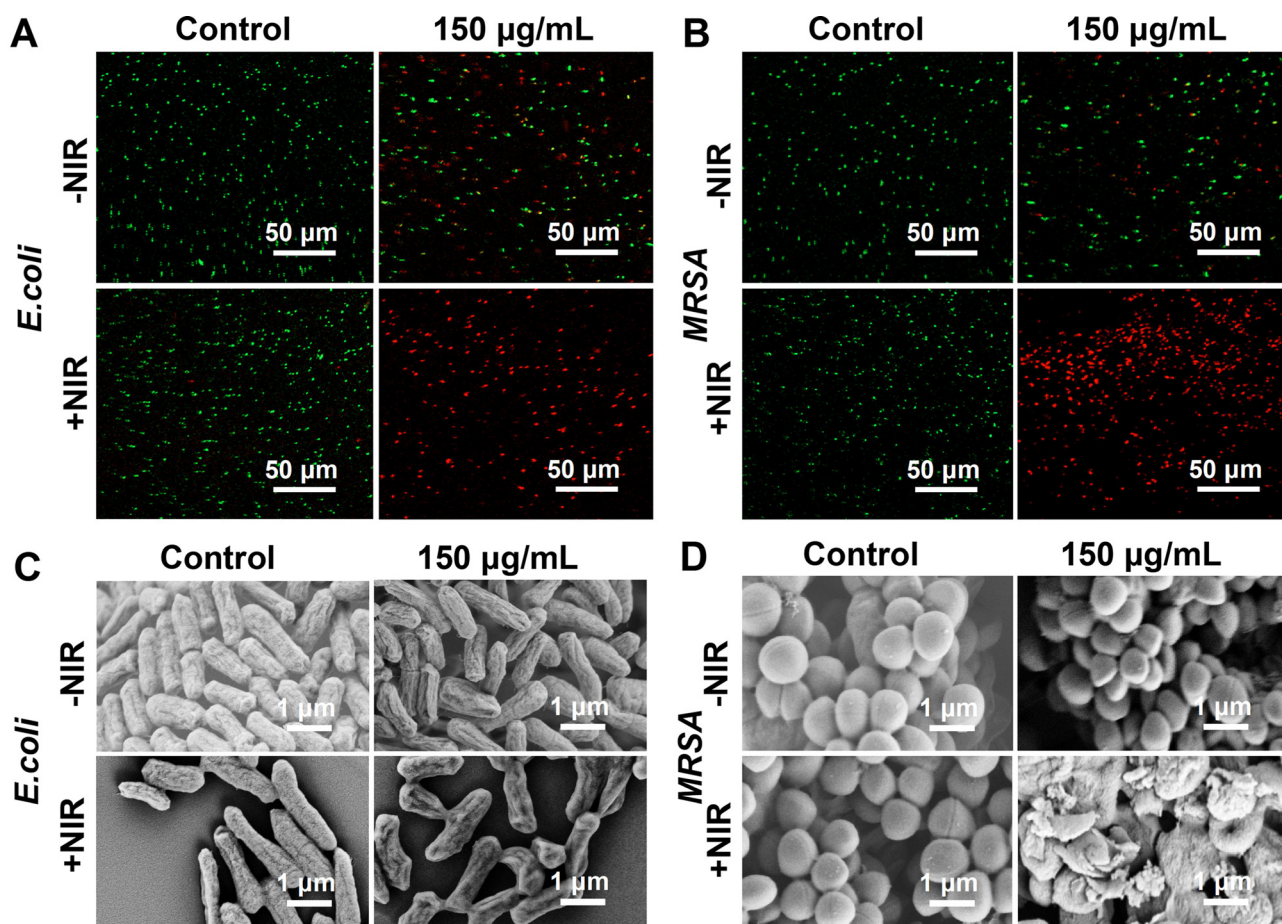 A
Control
150 µg/mL
B
Control
150 µg/mL
E.coli
-NIR
50 µm
50 µm
MRSA
-NIR
50 µm
50 µm
+NIR
50 µm
50 µm
+NIR
50 µm
50 µm
C
Control
150 µg/mL
D
Control
150 µg/mL
E.coli
-NIR
1 µm
1 µm
MRSA
-NIR
1 µm
1 µm
+NIR
1 µm
1 µm
+NIR
1 µm
1 µm